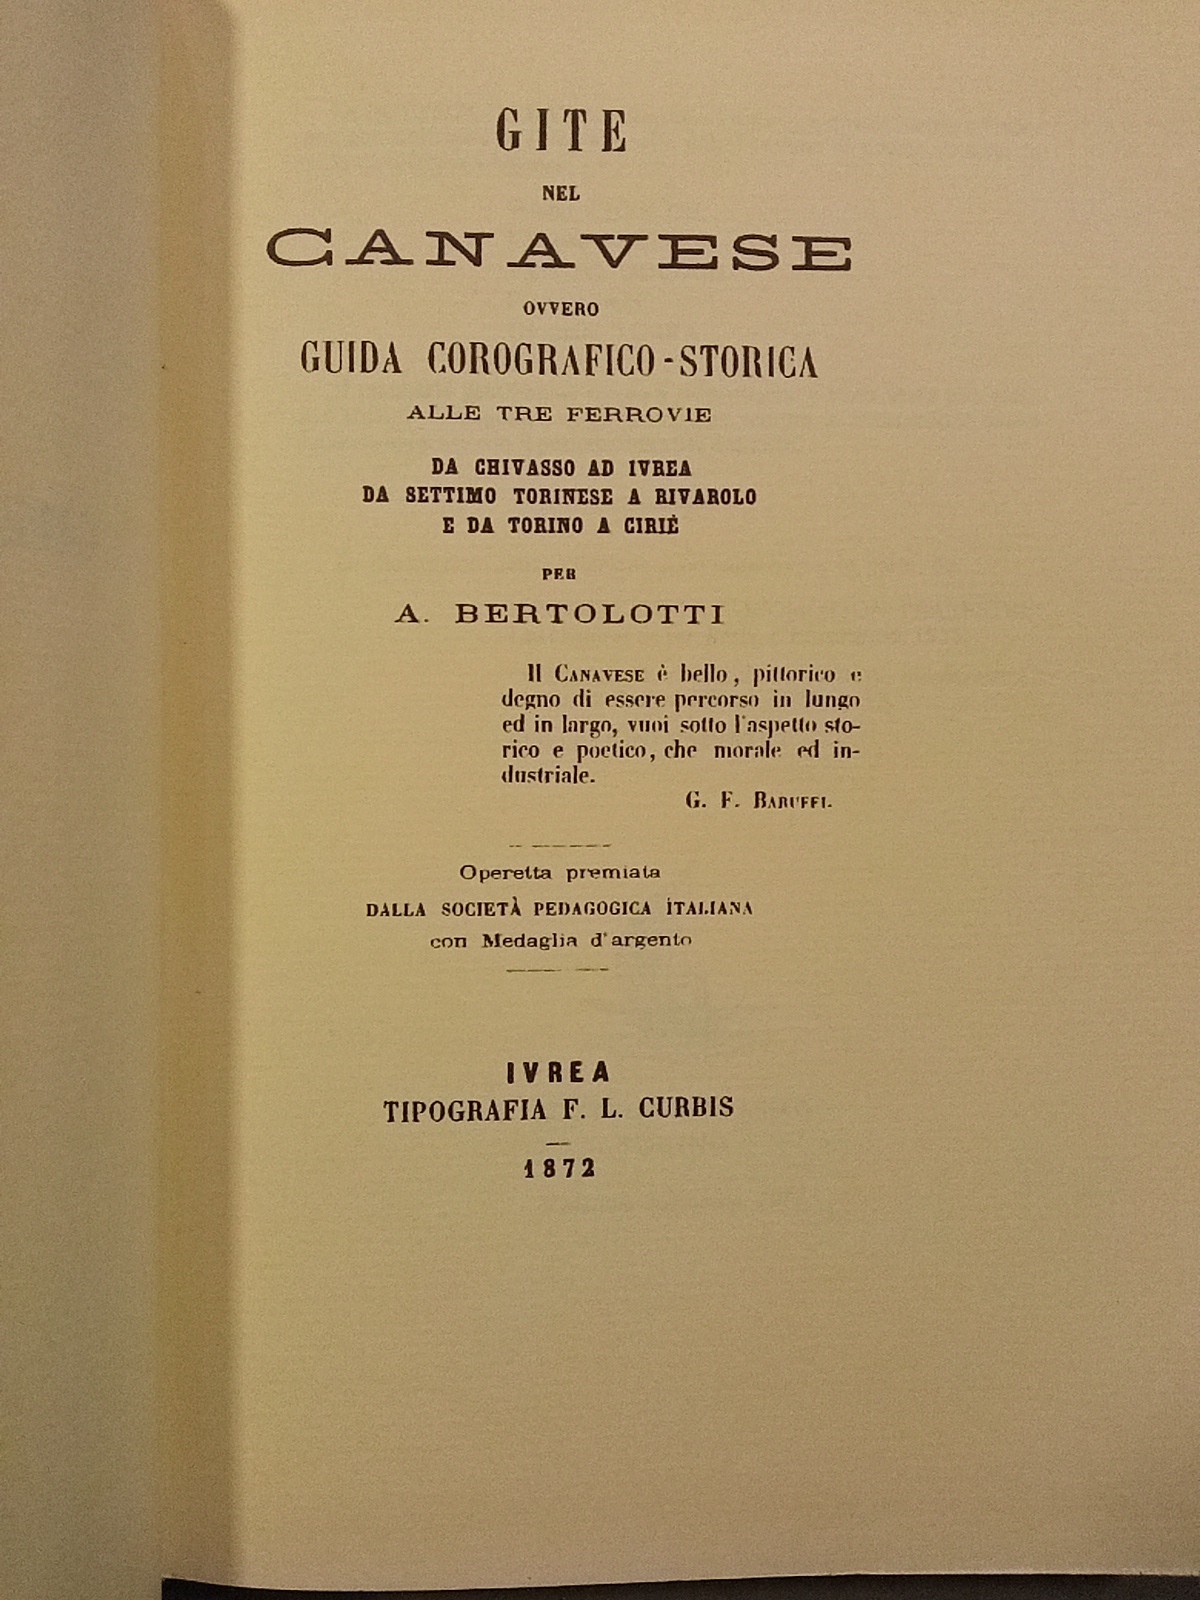 GITE
NEL
CANAVESE
OVVERO
GUIDA COROGRAFICO-STORICA
ALLE TRE FERROVIE
DA CHIVASSO AD IVREA
DA SETTIMO TORINESE A RIVAROLO
E DA TORINO A CIRIÈ
PER
A. BERTOLOTTI
Il CANAVESE è bello, pittorico e
degno di essere percorso in lungo
ed in largo, vuoi sotto l'aspetto sto-
rico e poetico, che morale ed in-
dustriale.
G. F. BARUFFI.
Operetta premiata
DALLA SOCIETÀ PEDAGOGICA ITALIANA
con Medaglia d'argento
IVREA
TIPOGRAFIA F. L. CURBIS
1872